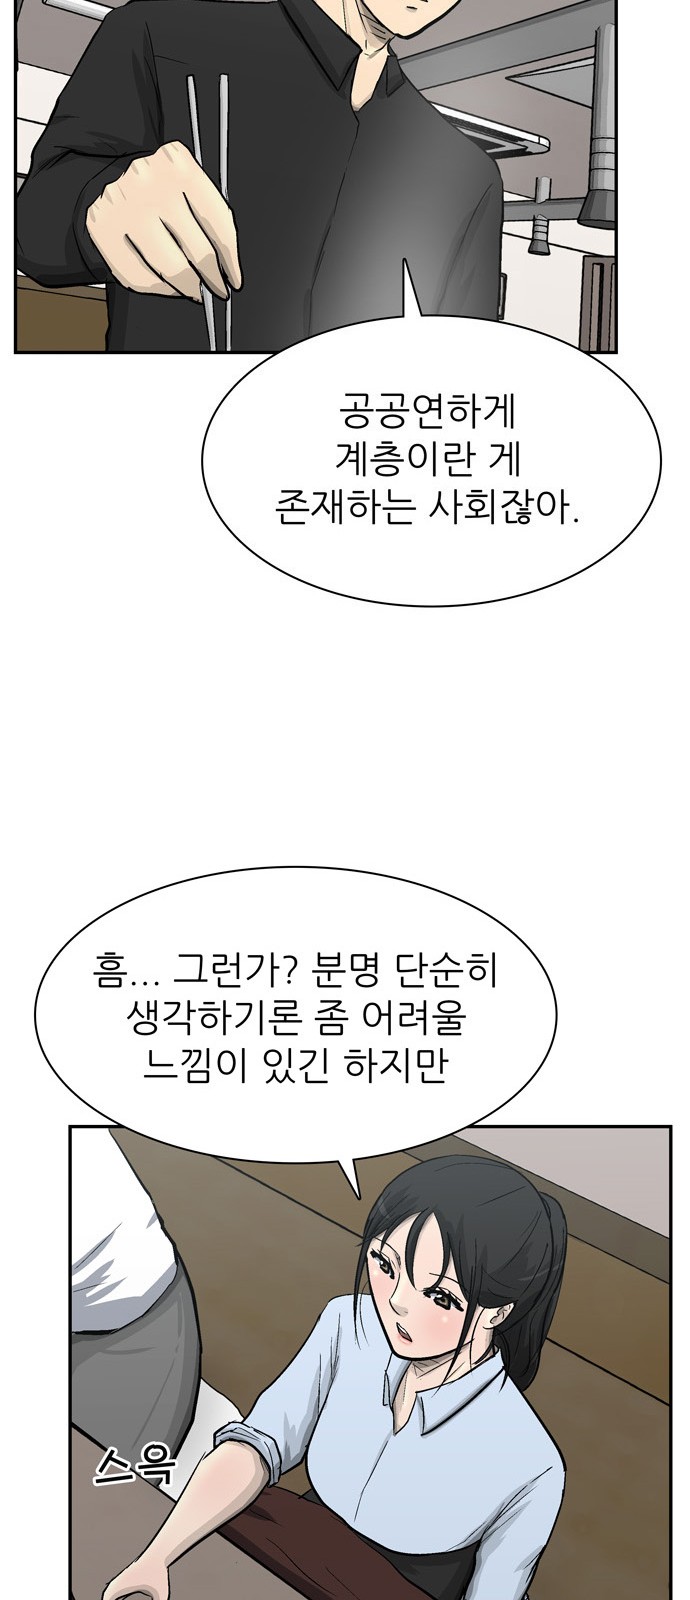 공공연하게
계층이란 게
존재하는 사회잖아.
흠... 그런가? 분명 단순히
생각하기론 좀 어려울
느낌이 있긴 하지만
스윽